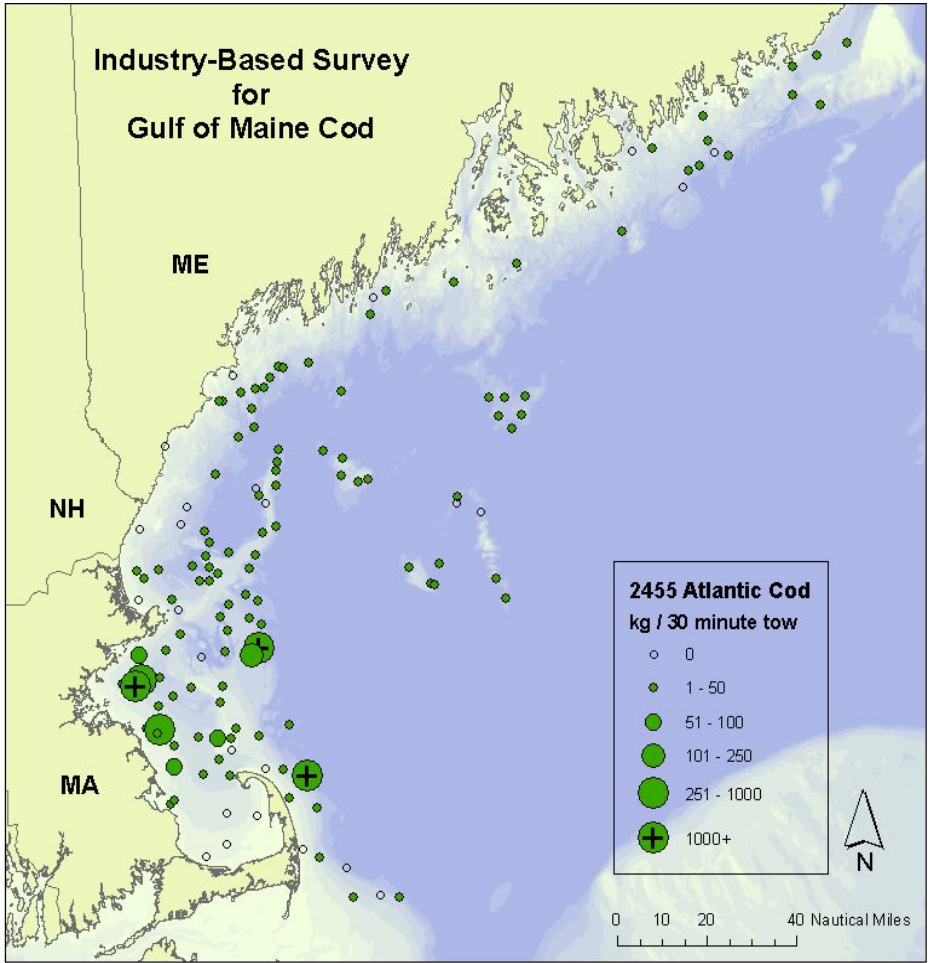 Industry-Based Survey
for
Gulf of Maine Cod
ME
NH
MA
2455 Atlantic Cod
kg / 30 minute tow
0
1 - 50
51 - 100
101 - 250
251 - 1000
1000+
N
0 10 20 40 Nautical Miles